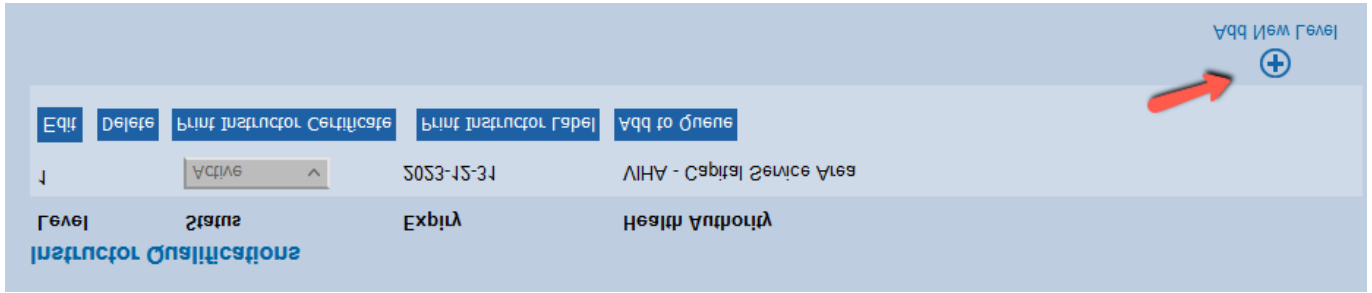 Instructor Qualifications
Level Status Expiry Health Authority
1 Active 2023-12-31 VIHA - Capital Service Area
Edit Delete Print Instructor Certificate Print Instructor Label Add to Queue
Add New Level